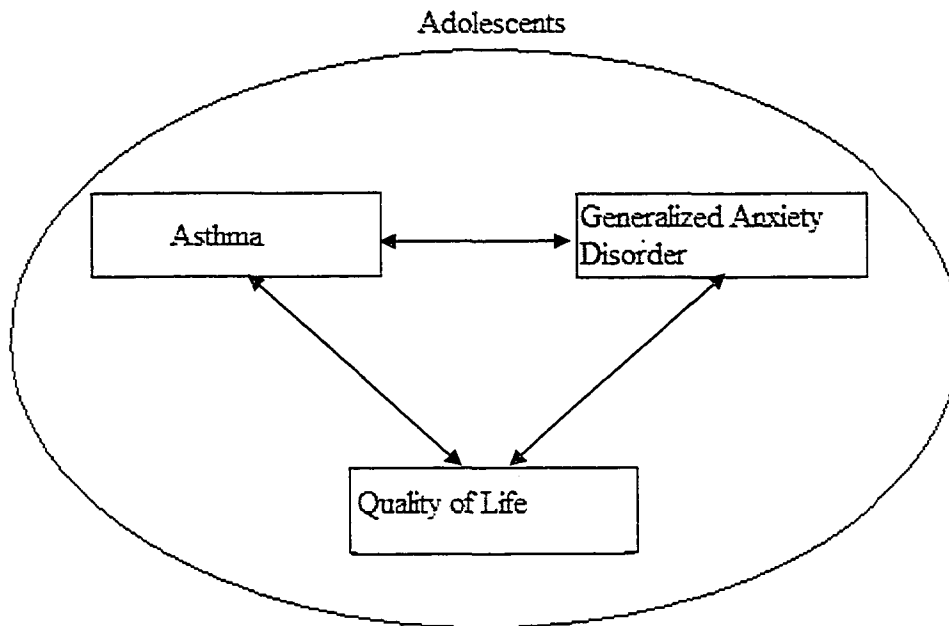 Adolescents
Asthma
Generalized Anxiety
Disorder
Quality of Life